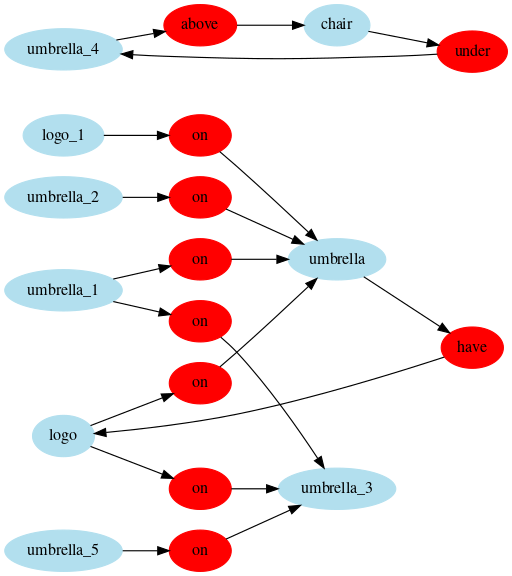 above
chair
umbrella_4
under
logo_1
on
umbrella_2
on
on
umbrella
umbrella_1
on
have
on
logo
on
umbrella_3
umbrella_5
on